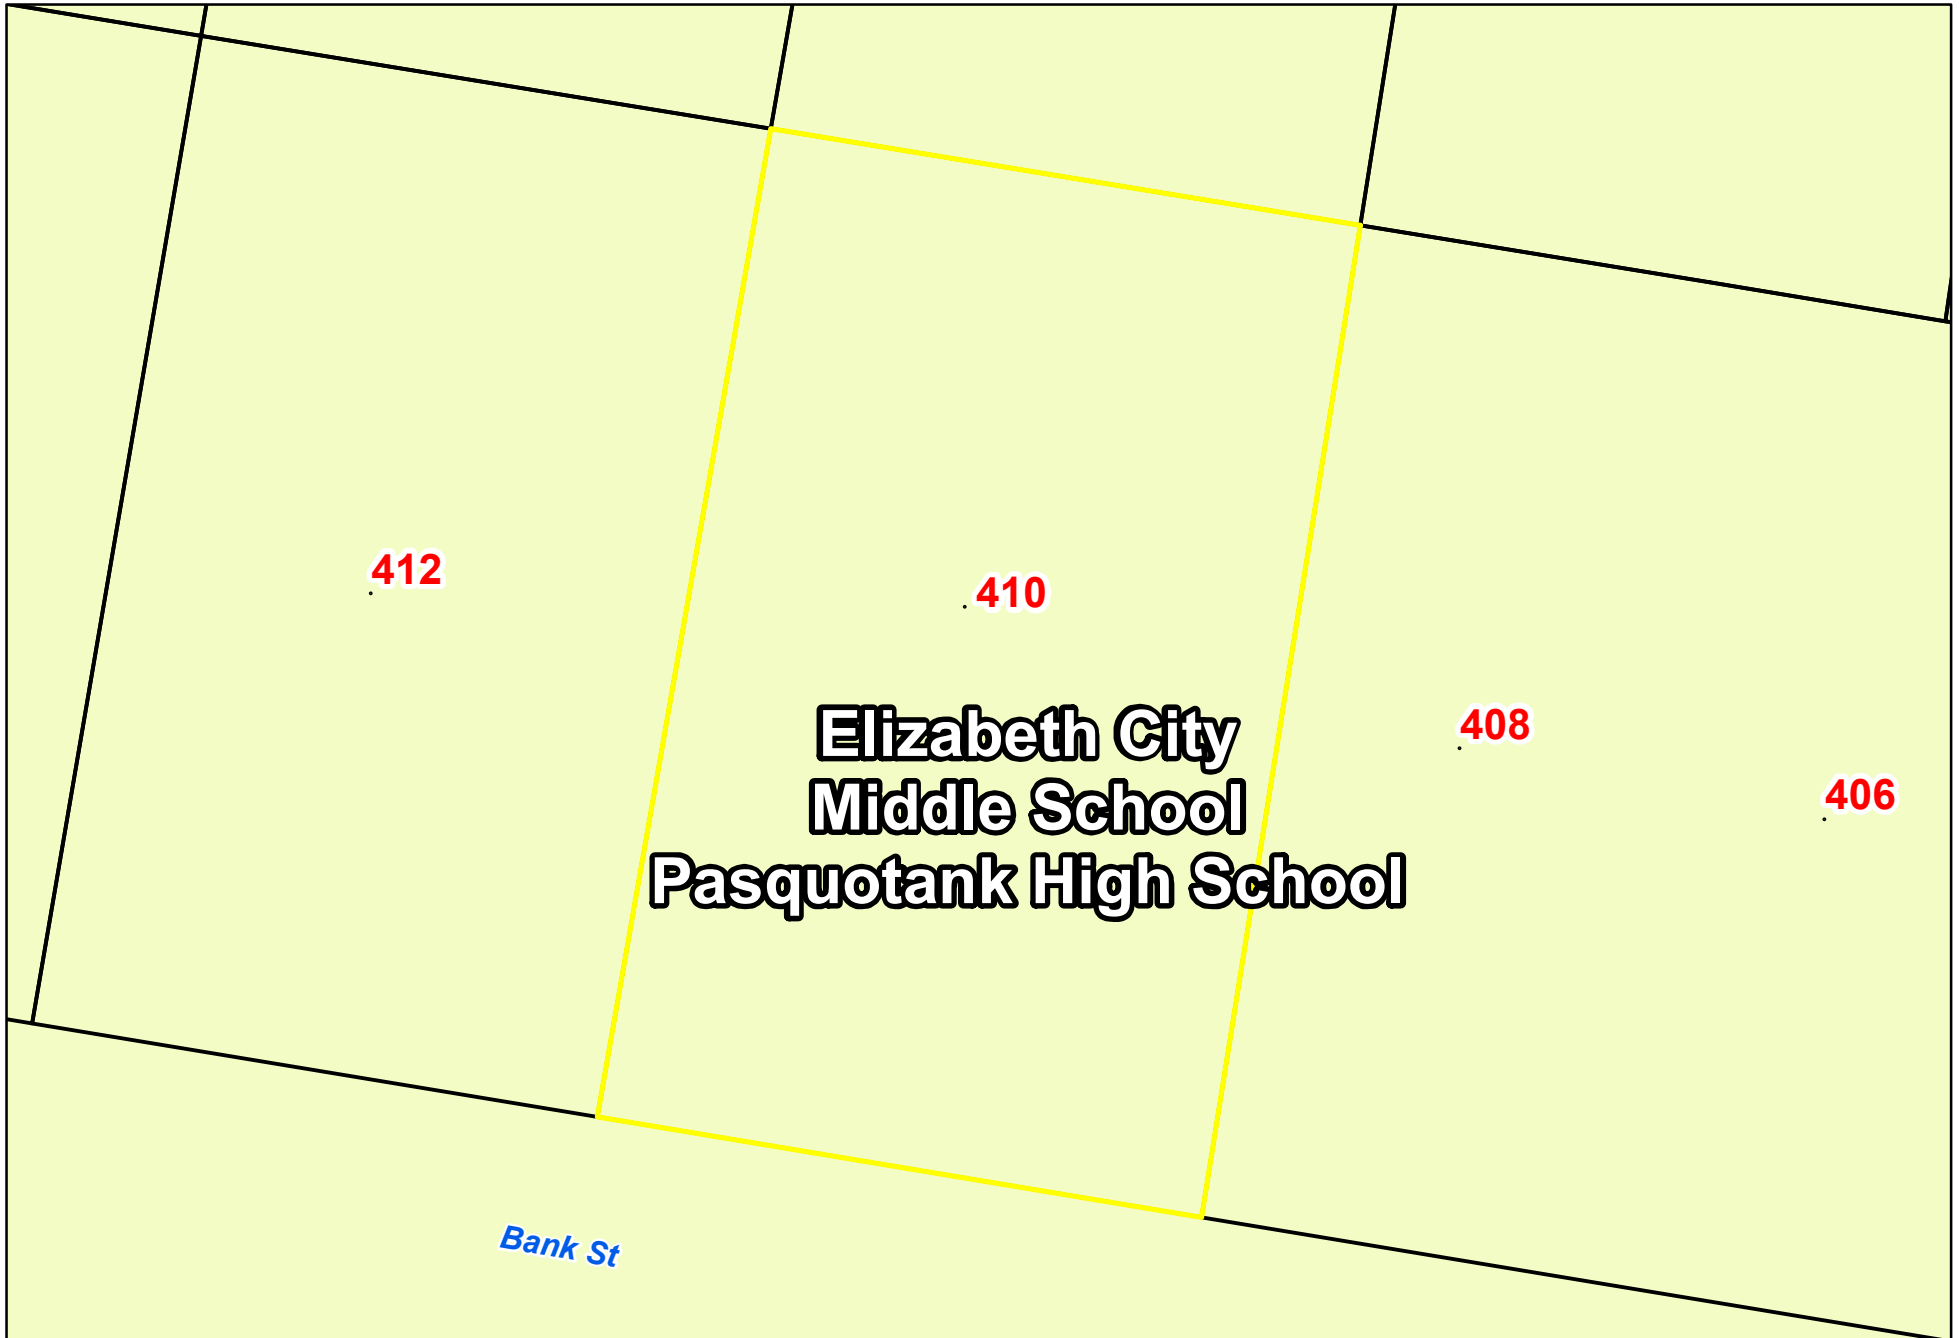 412
410
Elizabeth City
Middle School
Pasquotank High School
408
406
Bank St